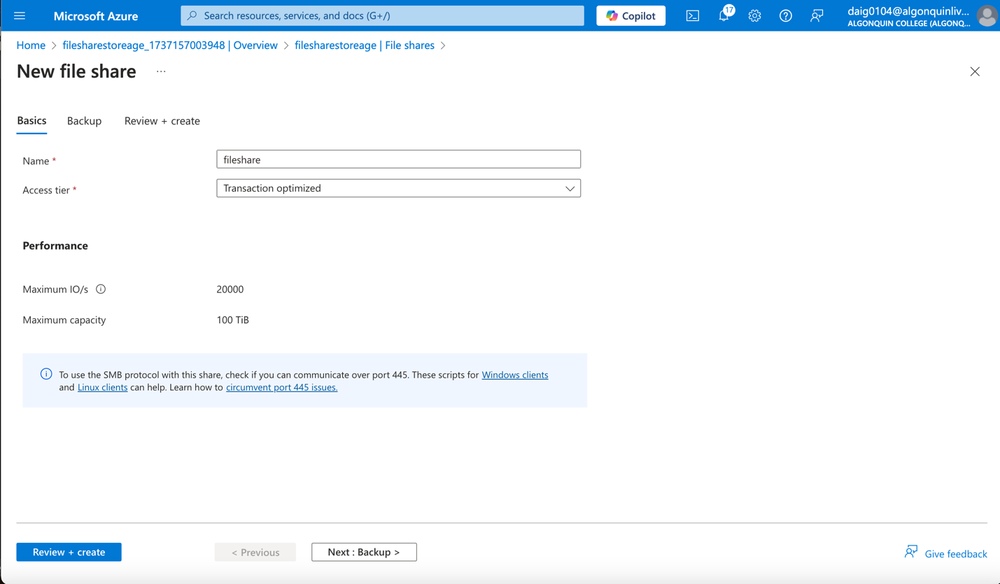 Microsoft Azure
Search resources, services, and docs (G+/)
Copilot
17
daig0104@algonquinliv...
ALGONQUIN COLLEGE (ALGONQ...
Home > filesharestoreage_1737157003948 | Overview > filesharestoreage | File shares >
New file share ...
Basics Backup Review + create
Name * fileshare
Access tier * Transaction optimized
Performance
Maximum IO/s 20000
Maximum capacity 100 TiB
To use the SMB protocol with this share, check if you can communicate over port 445. These scripts for Windows clients
and Linux clients can help. Learn how to circumvent port 445 issues.
Review + create < Previous Next : Backup > Give feedback